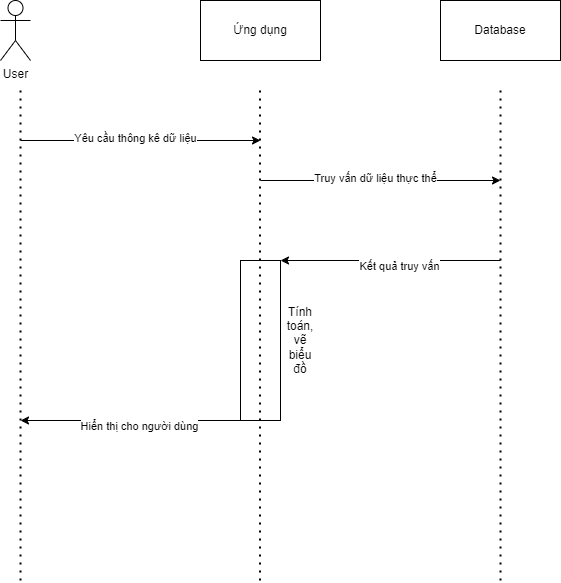 Ứng dụng
Database
User
Yêu cầu thông kê dữ liệu
Truy vấn dữ liệu thực thể
Kết quả truy vấn
Tính
toán,
vẽ
biểu
đồ
Hiển thị cho người dùng